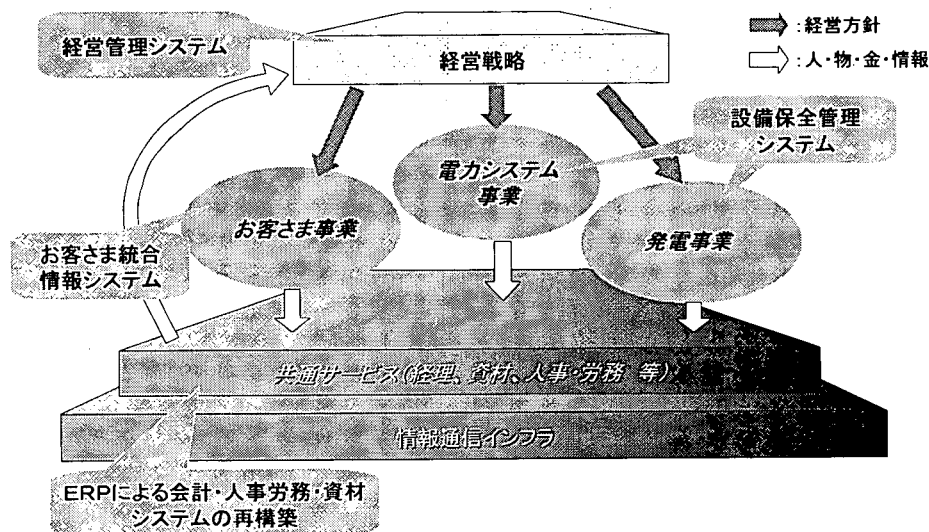 経営管理システム
経営戦略
:経営方針
:人・物・金・情報
設備保全管理
システム
電力システム
事業
お客さま事業
発電事業
お客さま統合
情報システム
共通サービス(経理、資材、人事・労務 等)
情報通信インフラ
ERPによる会計・人事労務・資材
システムの再構築